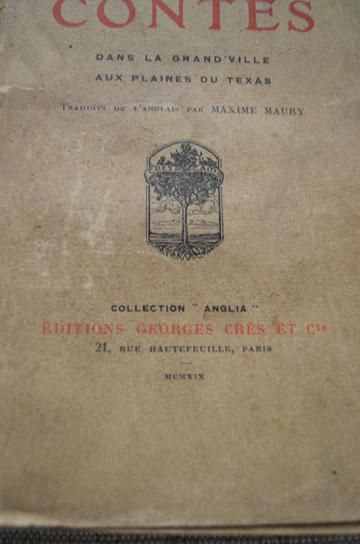 CONTES
DANS LA GRAND'VILLE
AUX PLAINES DU TEXAS
TRADUITS DE L'ANGLAIS PAR MAXIME MAURY
COLLECTION " ANGLIA "
ÉDITIONS GEORGES CRÈS ET Cie
21, RUE HAUTEFEUILLE, PARIS
MCMXIX